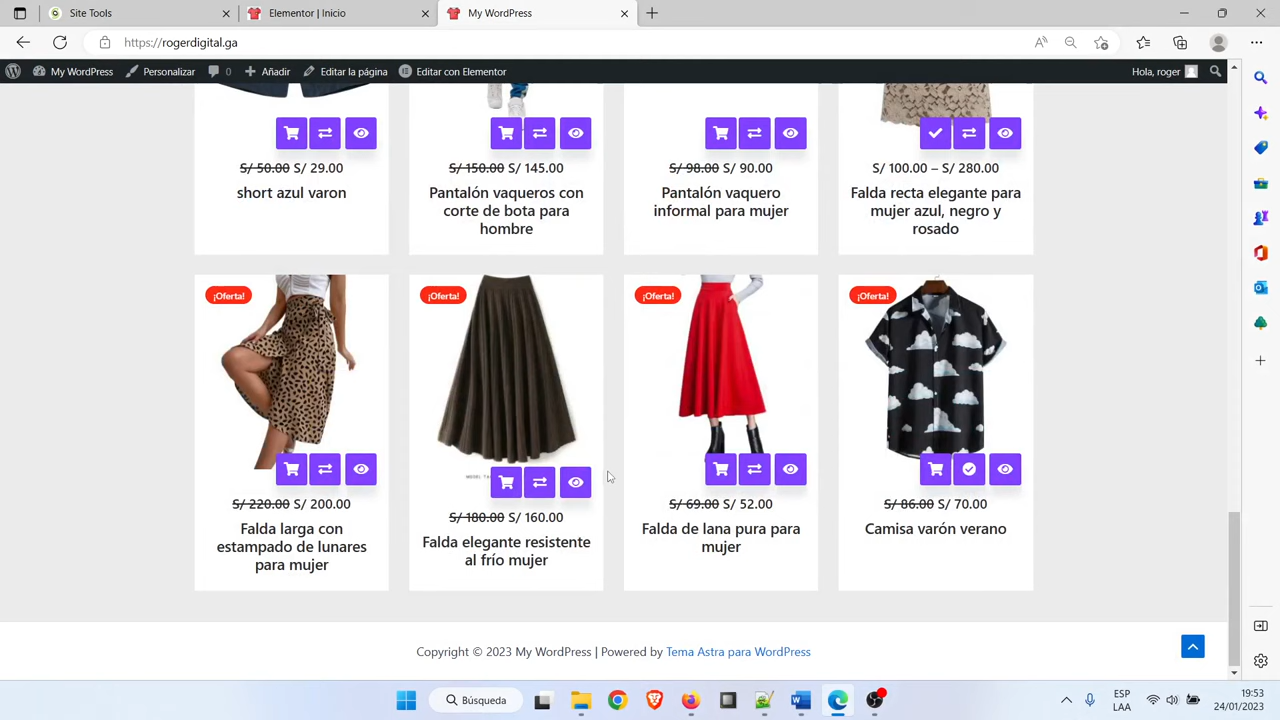 Site Tools
Elementor | Inicio
My WordPress
https://rogerdigital.ga
My WordPress
Personalizar
0
Añadir
Editar la página
Editar con Elementor
Hola, roger
S/ 50.00 S/ 29.00
short azul varon
S/ 150.00 S/ 145.00
Pantalón vaqueros con
corte de bota para
hombre
S/ 98.00 S/ 90.00
Pantalón vaquero
informal para mujer
S/ 100.00 – S/ 280.00
Falda recta elegante para
mujer azul, negro y
rosado
¡Oferta!
S/ 220.00 S/ 200.00
Falda larga con
estampado de lunares
para mujer
¡Oferta!
S/ 180.00 S/ 160.00
Falda elegante resistente
al frío mujer
¡Oferta!
S/ 69.00 S/ 52.00
Falda de lana pura para
mujer
¡Oferta!
S/ 86.00 S/ 70.00
Camisa varón verano
Copyright © 2023 My WordPress | Powered by Tema Astra para WordPress
Búsqueda
ESP
LAA
19:53
24/01/2023